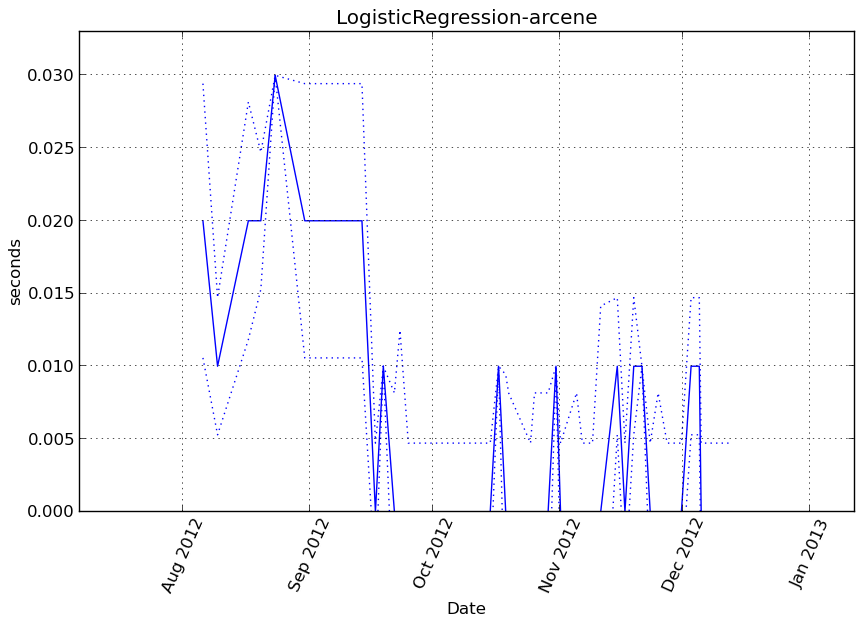 LogisticRegression-arcene
0.030
0.025
0.020
0.015
0.010
0.005
0.000
seconds
Aug 2012
Sep 2012
Oct 2012
Nov 2012
Dec 2012
Jan 2013
Date